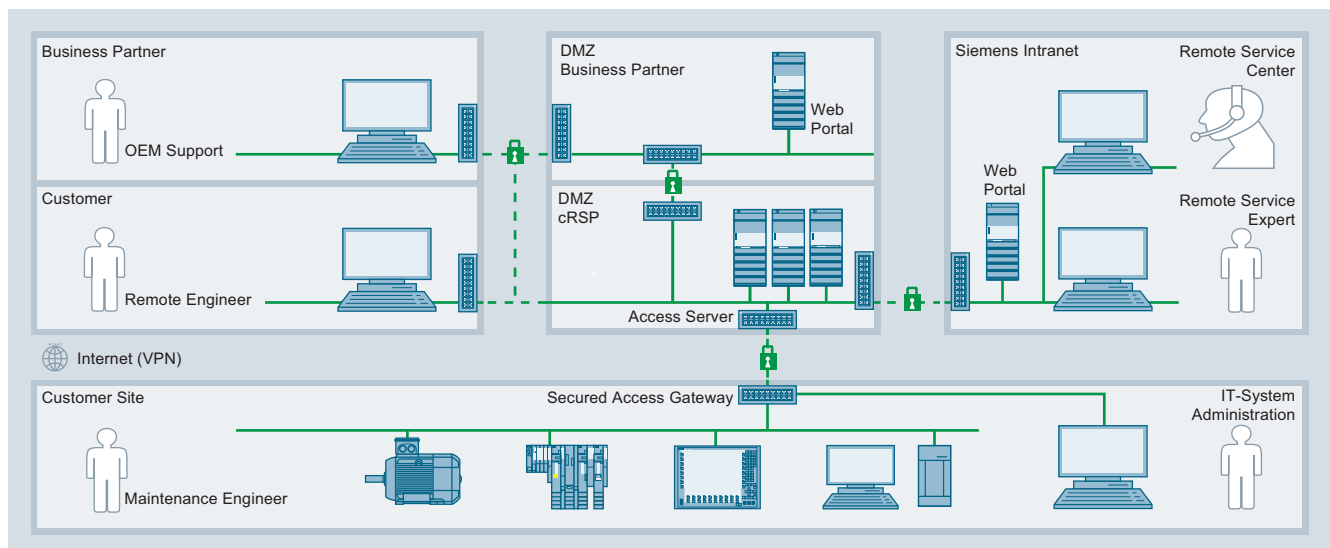 Business Partner
OEM Support
DMZ
Business Partner
Web
Portal
Siemens Intranet
Remote Service
Center
Web
Portal
Remote Service
Expert
Customer
Remote Engineer
DMZ
cRSP
Access Server
Internet (VPN)
Customer Site
Maintenance Engineer
Secured Access Gateway
IT-System
Administration